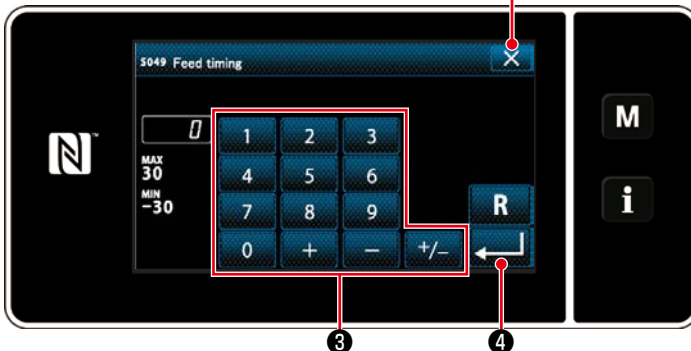 S049 Feed timing
X
0
1 2 3
M
MAX
30
4 5 6
MIN
-30
7 8 9
R
i
0 + − +/−
N™
❸ ❹